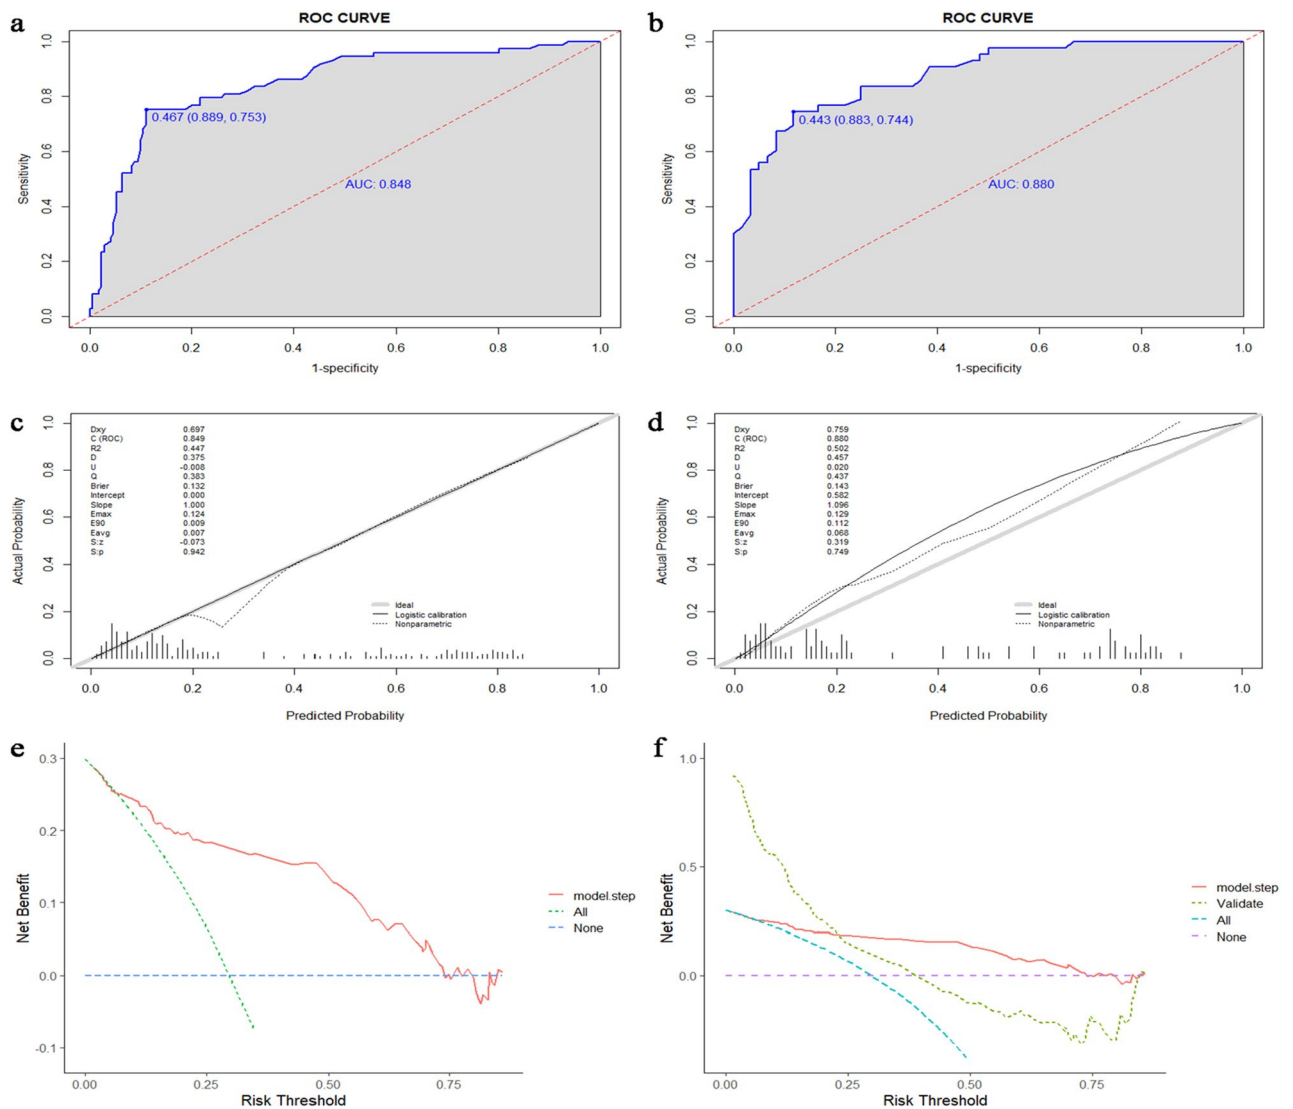 a
ROC CURVE
Sensitivity
1.0
0.8
0.6
0.4
0.2
0.0
0.467 (0.889, 0.753)
AUC: 0.848
0.0 0.2 0.4 0.6 0.8 1.0
1-specificity
b
ROC CURVE
Sensitivity
1.0
0.8
0.6
0.4
0.2
0.0
0.443 (0.883, 0.744)
AUC: 0.880
0.0 0.2 0.4 0.6 0.8 1.0
1-specificity
c
Actual Probability
1.0
0.8
0.6
0.4
0.2
0.0
Dxy 0.697
C (ROC) 0.849
R2 0.447
D 0.375
U -0.008
Q 0.383
Brier 0.132
Intercept 0.000
Slope 1.000
Emax 0.124
E90 0.009
Eavg 0.007
S:z -0.073
S:p 0.942
Ideal
Logistic calibration
Nonparametric
0.0 0.2 0.4 0.6 0.8 1.0
Predicted Probability
d
Actual Probability
1.0
0.8
0.6
0.4
0.2
0.0
Dxy 0.759
C (ROC) 0.880
R2 0.502
D 0.457
U 0.020
Q 0.437
Brier 0.143
Intercept 0.582
Slope 1.096
Emax 0.129
E90 0.112
Eavg 0.068
S:z 0.319
S:p 0.749
Ideal
Logistic calibration
Nonparametric
0.0 0.2 0.4 0.6 0.8 1.0
Predicted Probability
e
Net Benefit
0.3
0.2
0.1
0.0
-0.1
model.step
All
None
0.00 0.25 0.50 0.75
Risk Threshold
f
Net Benefit
1.0
0.5
0.0
model.step
Validate
All
None
0.00 0.25 0.50 0.75
Risk Threshold